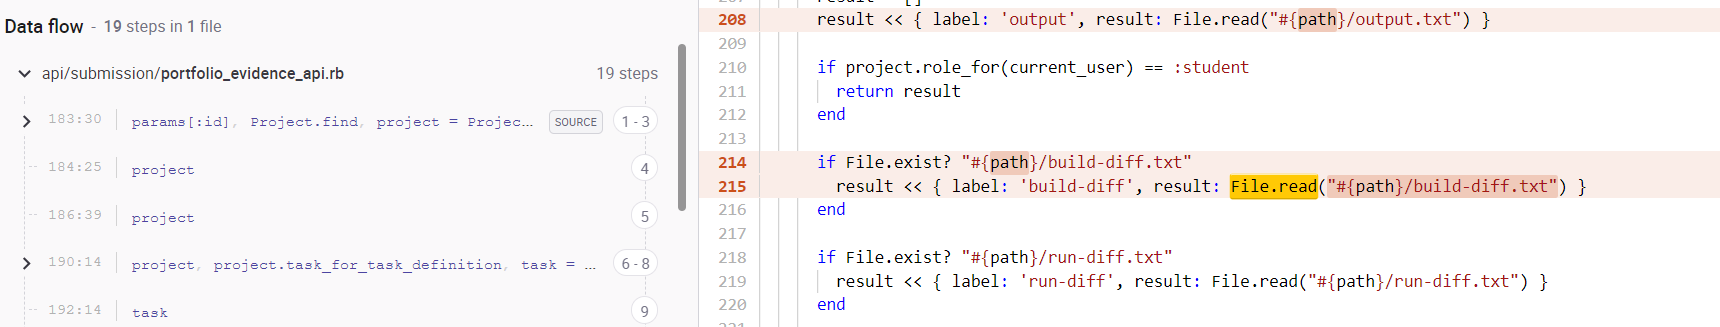 Data flow - 19 steps in 1 file
api/submission/portfolio_evidence_api.rb 19 steps
183:30 params[:id], Project.find, project = Projec... SOURCE 1 - 3
184:25 project 4
186:39 project 5
190:14 project, project.task_for_task_definition, task = ... 6 - 8
192:14 task 9
208 result << { label: 'output', result: File.read("#{path}/output.txt") }
209
210 if project.role_for(current_user) == :student
211 return result
212 end
213
214 if File.exist? "#{path}/build-diff.txt"
215 result << { label: 'build-diff', result: File.read("#{path}/build-diff.txt") }
216 end
217
218 if File.exist? "#{path}/run-diff.txt"
219 result << { label: 'run-diff', result: File.read("#{path}/run-diff.txt") }
220 end